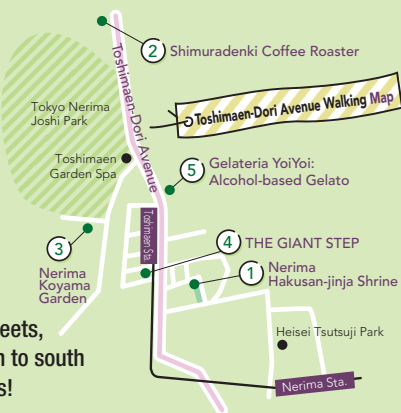 2 Shimuradenki Coffee Roaster
Toshimaen-Dori Avenue
Toshimaen-Dori Avenue Walking Map
Tokyo Nerima
Joshi Park
Toshimaen
Garden Spa
5 Gelateria YoiYoi:
Alcohol-based Gelato
Toshimaen Sta.
3
Nerima
Koyama
Garden
4 THE GIANT STEP
1 Nerima
Hakusan-jinja Shrine
Heisei Tsutsuji Park
to south
Nerima Sta.